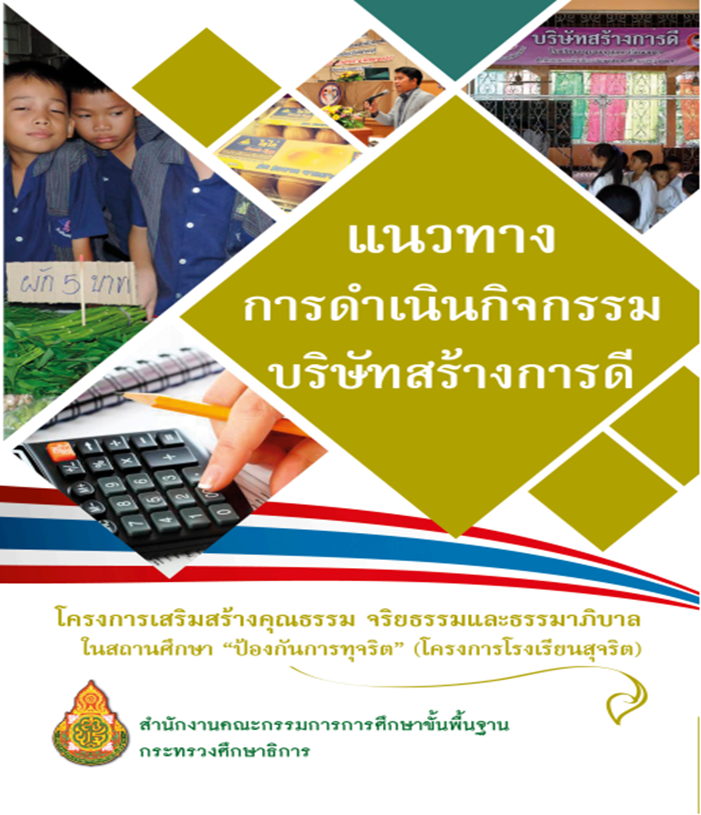 บริษัทสร้างการดี
ผัก 5 บาท
แนวทาง
การดำเนินกิจกรรม
บริษัทสร้างการดี
โครงการเสริมสร้างคุณธรรม จริยธรรมและธรรมาภิบาล
ในสถานศึกษา “ป้องกันการทุจริต” (โครงการโรงเรียนสุจริต)
สำนักงานคณะกรรมการการศึกษาขั้นพื้นฐาน
กระทรวงศึกษาธิการ